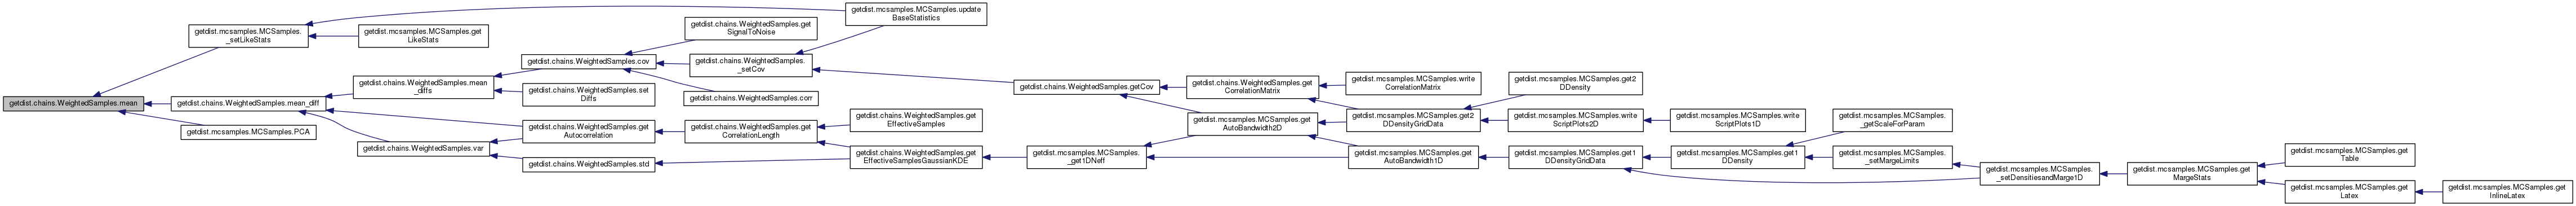 getdist.mcsamples.MCSamples.update
BaseStatistics
getdist.mcsamples.MCSamples.
_setLikeStats
getdist.mcsamples.MCSamples.get
LikeStats
getdist.chains.WeightedSamples.get
SignalToNoise
getdist.chains.WeightedSamples.cov
getdist.chains.WeightedSamples.
_setCov
getdist.chains.WeightedSamples.mean
_diffs
getdist.chains.WeightedSamples.set
Diffs
getdist.chains.WeightedSamples.corr
getdist.chains.WeightedSamples.getCov
getdist.chains.WeightedSamples.get
CorrelationMatrix
getdist.mcsamples.MCSamples.write
CorrelationMatrix
getdist.mcsamples.MCSamples.get2
DDensity
getdist.chains.WeightedSamples.mean
getdist.chains.WeightedSamples.mean_diff
getdist.mcsamples.MCSamples.PCA
getdist.chains.WeightedSamples.get
Autocorrelation
getdist.chains.WeightedSamples.get
CorrelationLength
getdist.chains.WeightedSamples.get
EffectiveSamples
getdist.mcsamples.MCSamples.get
AutoBandwidth2D
getdist.mcsamples.MCSamples.get2
DDensityGridData
getdist.mcsamples.MCSamples.write
ScriptPlots2D
getdist.mcsamples.MCSamples.write
ScriptPlots1D
getdist.mcsamples.MCSamples.
_getScaleForParam
getdist.chains.WeightedSamples.var
getdist.chains.WeightedSamples.std
getdist.chains.WeightedSamples.get
EffectiveSamplesGaussianKDE
getdist.mcsamples.MCSamples.
_get1DNeff
getdist.mcsamples.MCSamples.get
AutoBandwidth1D
getdist.mcsamples.MCSamples.get1
DDensityGridData
getdist.mcsamples.MCSamples.get1
DDensity
getdist.mcsamples.MCSamples.
_setMargeLimits
getdist.mcsamples.MCSamples.
_setDensitiesandMarge1D
getdist.mcsamples.MCSamples.get
MargeStats
getdist.mcsamples.MCSamples.get
Table
getdist.mcsamples.MCSamples.get
Latex
getdist.mcsamples.MCSamples.get
InlineLatex